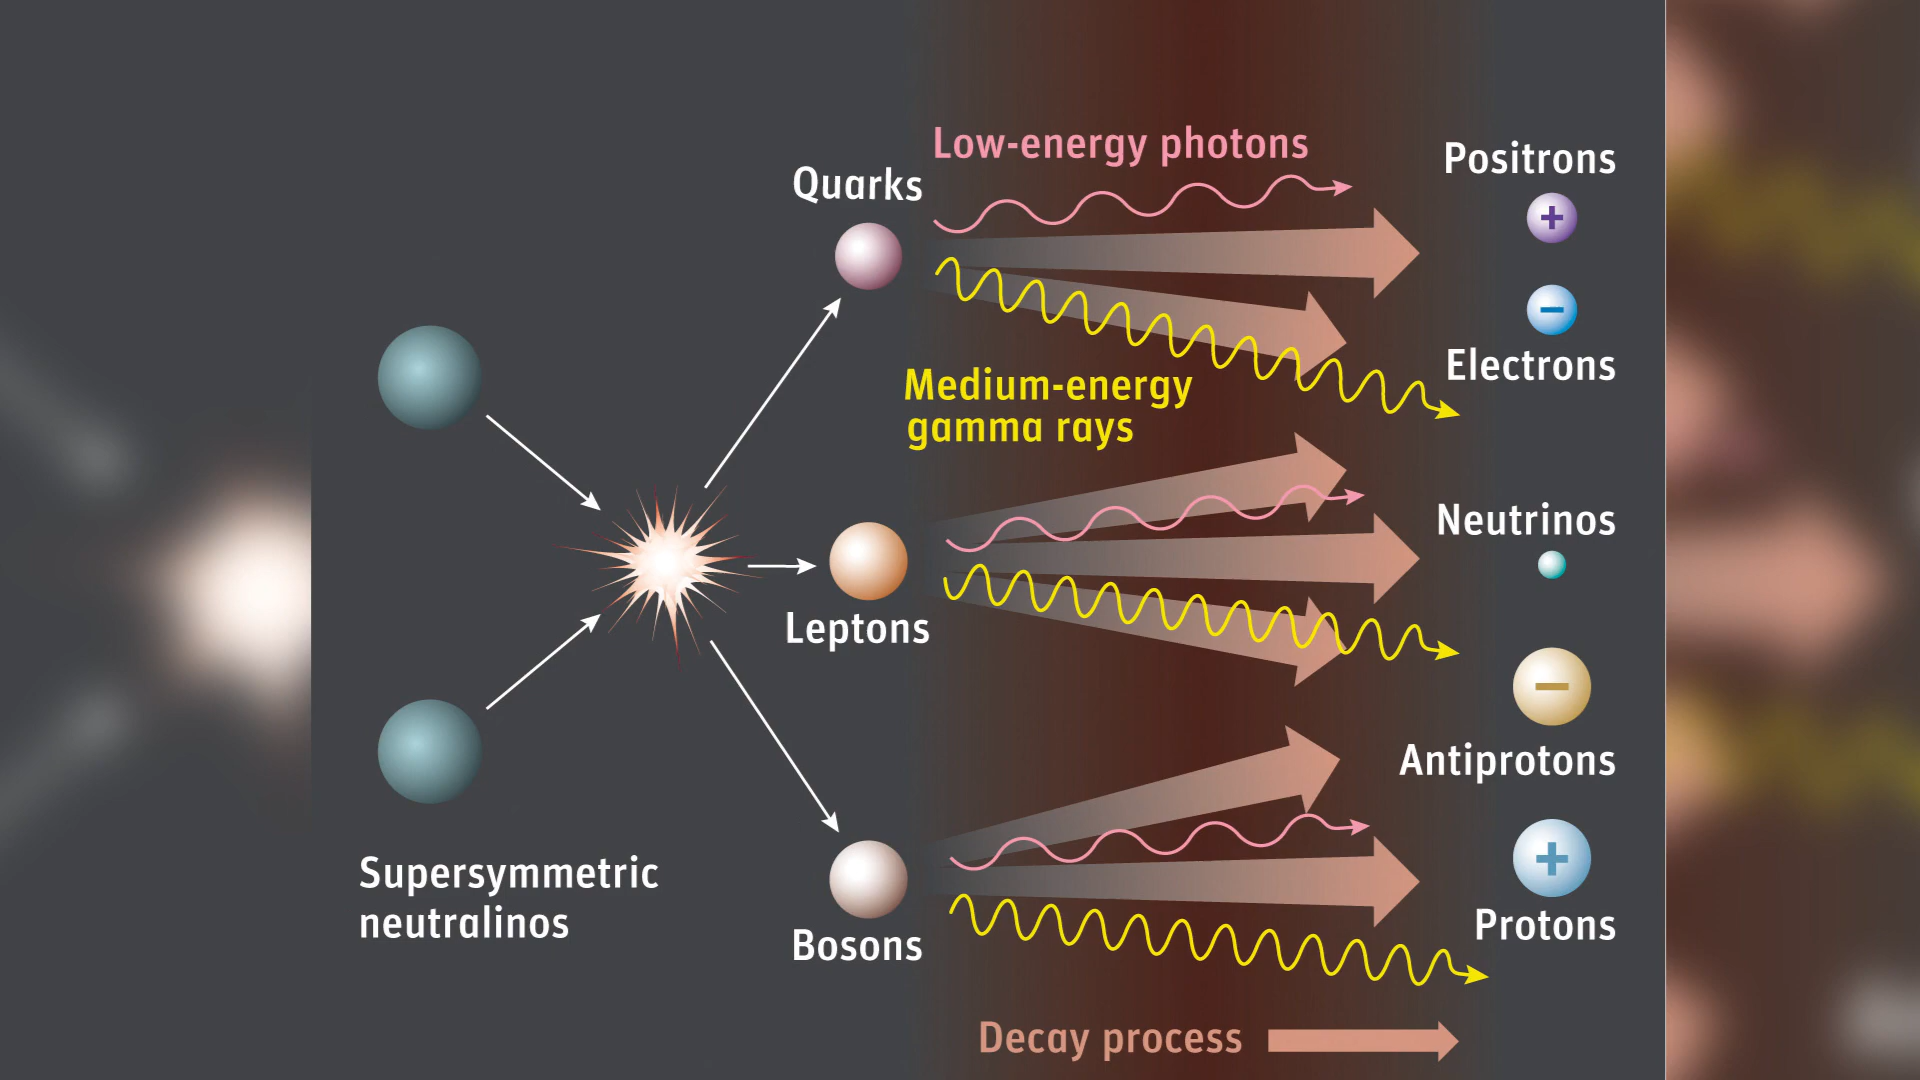 Low-energy photons
Positrons
Quarks
+
−
Electrons
Medium-energy
gamma rays
Neutrinos
Leptons
−
Antiprotons
+
Supersymmetric
neutralinos
Bosons
Protons
Decay process